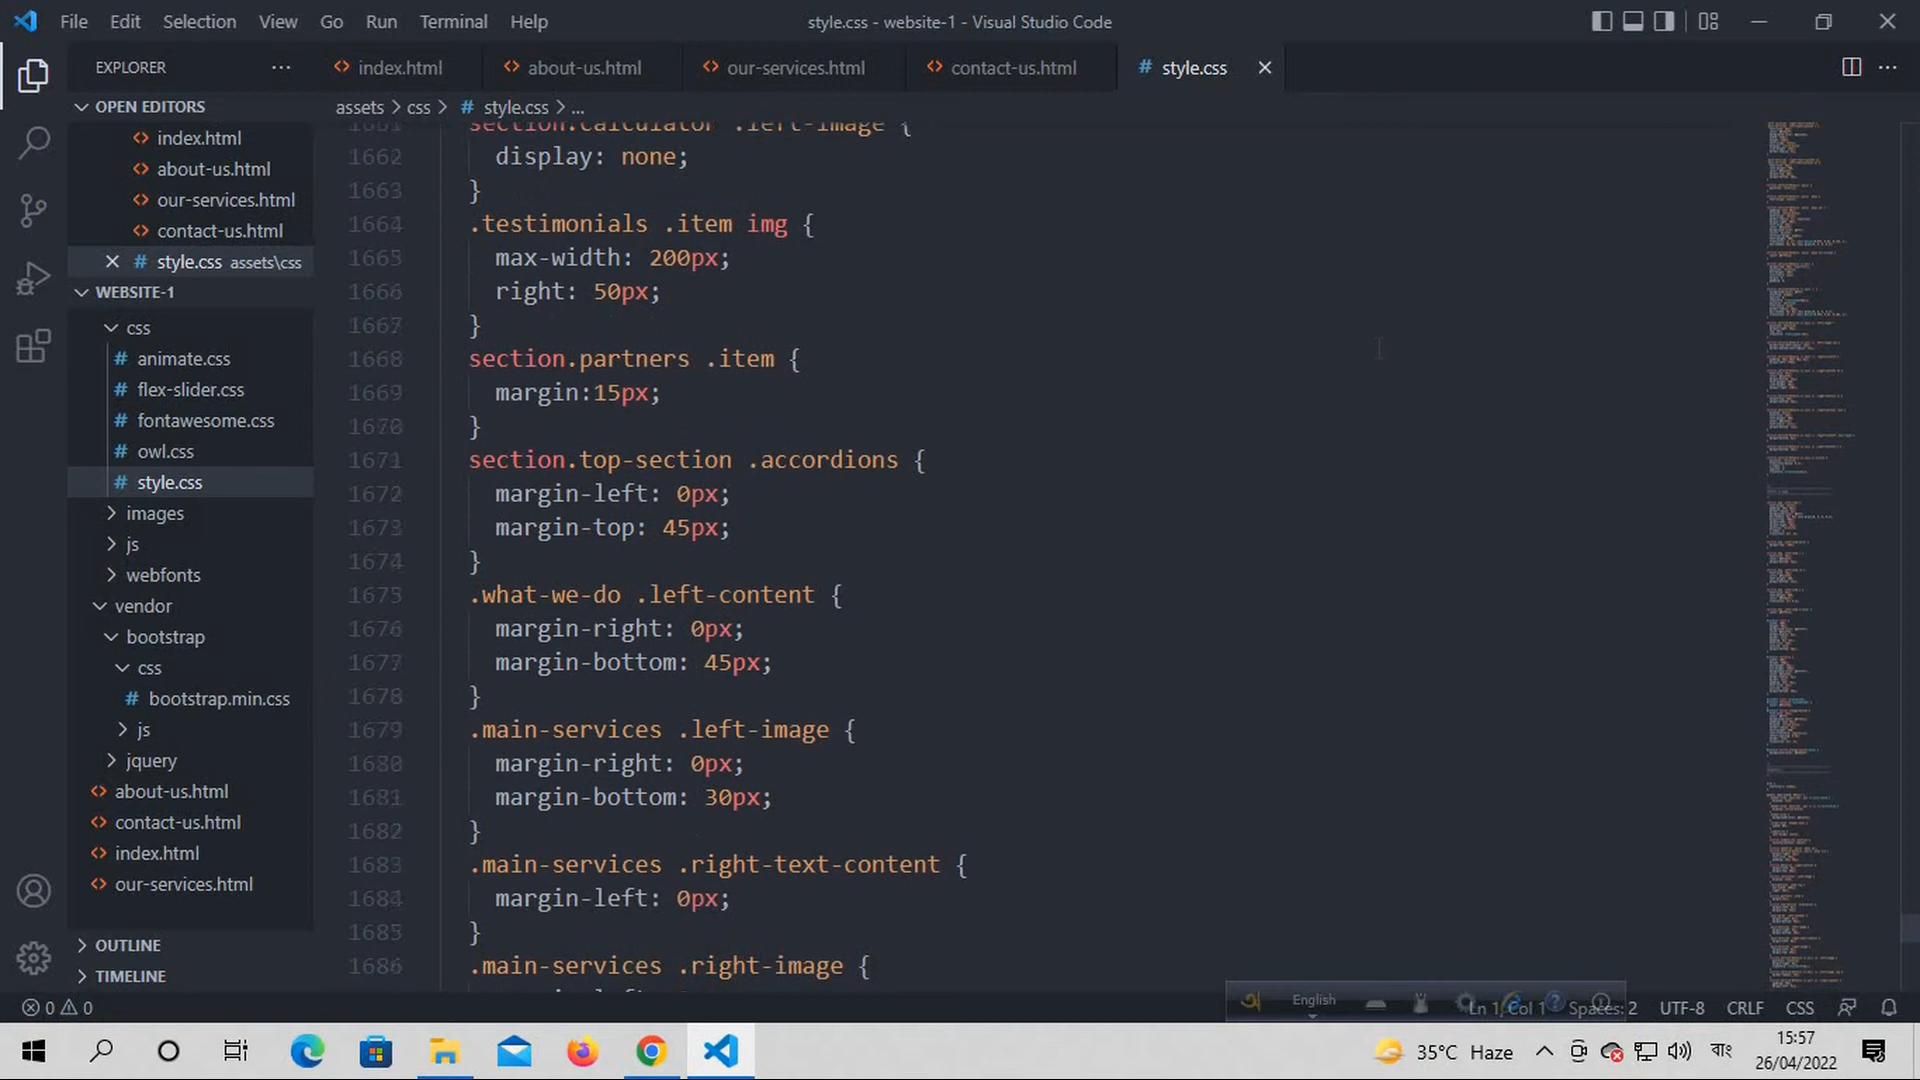 File Edit Selection View Go Run Terminal Help
style.css - website-1 - Visual Studio Code
EXPLORER
index.html
about-us.html
our-services.html
contact-us.html
# style.css
OPEN EDITORS
index.html
about-us.html
our-services.html
contact-us.html
# style.css assets\css
WEBSITE-1
css
# animate.css
# flex-slider.css
# fontawesome.css
# owl.css
# style.css
images
js
webfonts
vendor
bootstrap
css
# bootstrap.min.css
js
jquery
about-us.html
contact-us.html
index.html
our-services.html
OUTLINE
TIMELINE
assets > css > # style.css > ...
1661 section.calculator .left-image {
1662 display: none;
1663 }
1664 .testimonials .item img {
1665 max-width: 200px;
1666 right: 50px;
1667 }
1668 section.partners .item {
1669 margin:15px;
1670 }
1671 section.top-section .accordions {
1672 margin-left: 0px;
1673 margin-top: 45px;
1674 }
1675 .what-we-do .left-content {
1676 margin-right: 0px;
1677 margin-bottom: 45px;
1678 }
1679 .main-services .left-image {
1680 margin-right: 0px;
1681 margin-bottom: 30px;
1682 }
1683 .main-services .right-text-content {
1684 margin-left: 0px;
1685 }
1686 .main-services .right-image {
0 0
English
Ln 1, Col 1 Spaces: 2 UTF-8 CRLF CSS
35°C Haze
বাং
15:57
26/04/2022